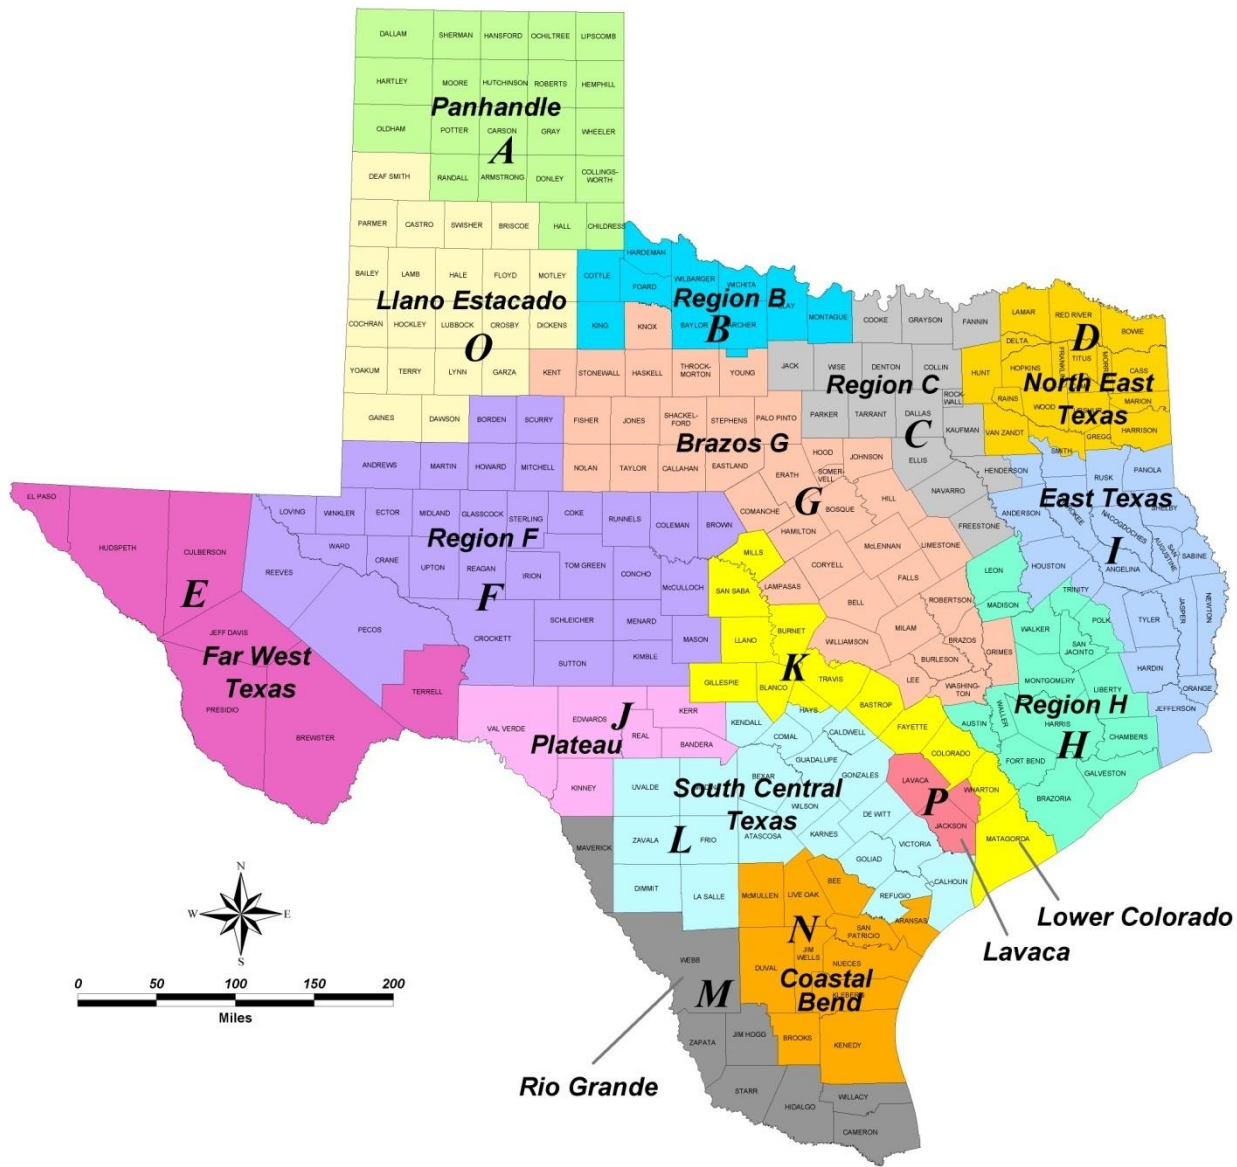 DALLAM SHERMAN HANSFORD OCHILTREE LIPSCOMB
HARTLEY MOORE HUTCHINSON ROBERTS HEMPHILL
Panhandle
OLDHAM POTTER CARSON GRAY WHEELER
A
DEAF SMITH RANDALL ARMSTRONG DONLEY COLLINGS-
WORTH
PARMER CASTRO SWISHER BRISCOE HALL CHILDRESS
HARDEMAN
BAILEY LAMB HALE FLOYD MOTLEY COTTLE FOARD WILBARGER WICHITA
Llano Estacado Region B
COCHRAN HOCKLEY LUBBOCK CROSBY DICKENS KING KNOX BAYLOR MONTAGUE COOKE GRAYSON FANNIN LAMAR RED RIVER BOWIE
O B D
DELTA TITUS
YOAKUM TERRY LYNN GARZA KENT STONEWALL HASKELL THROCK-
MORTON YOUNG JACK WISE DENTON COLLIN HUNT HOPKINS CASS
Region C North East
Texas
ROCK-
WALL RAINS WOOD MARION
GAINES DAWSON BORDEN SCURRY FISHER JONES SHACKEL-
FORD STEPHENS PALO PINTO PARKER TARRANT DALLAS KAUFMAN VAN ZANDT GREGG HARRISON
Brazos G C
ANDREWS MARTIN HOWARD MITCHELL NOLAN TAYLOR CALLAHAN EASTLAND ERATH HOOD JOHNSON ELLIS HENDERSON SMITH RUSK PANOLA
SOMER-
VELL
G
East Texas
EL PASO HUDSPETH CULBERSON
LOVING WINKLER ECTOR MIDLAND GLASSCOCK STERLING COKE RUNNELS COLEMAN BROWN COMANCHE BOSQUE HILL NAVARRO ANDERSON NACOGDOCHES SHELBY
Region F
HAMILTON FREESTONE
I
SAN
AUGUSTINE SABINE
WARD CRANE UPTON REAGAN IRION TOM GREEN CONCHO McCULLOCH MILLS CORYELL McLENNAN LIMESTONE LEON HOUSTON ANGELINA
REEVES PECOS
E F
SAN SABA LAMPASAS BELL FALLS ROBERTSON MADISON TRINITY POLK TYLER JASPER NEWTON
JEFF DAVIS CROCKETT SCHLEICHER MENARD MASON LLANO BURNET WILLIAMSON MILAM BRAZOS GRIMES WALKER SAN
JACINTO HARDIN
Far West
Texas
SUTTON KIMBLE BURLESON
K
TERRELL GILLESPIE BLANCO TRAVIS LEE WASHING-
TON MONTGOMERY LIBERTY ORANGE
PRESIDIO BREWSTER BASTROP JEFFERSON
Region H
J
Plateau
VAL VERDE EDWARDS KERR REAL BANDERA KENDALL HAYS COMAL CALDWELL FAYETTE AUSTIN WALLER HARRIS CHAMBERS
H
KINNEY GUADALUPE COLORADO FORT BEND GALVESTON
UVALDE BEXAR GONZALES LAVACA WHARTON BRAZORIA
South Central
Texas
P
WILSON DE WITT JACKSON
MAVERICK ZAVALA FRIO ATASCOSA KARNES VICTORIA MATAGORDA
L
GOLIAD CALHOUN
DIMMIT LA SALLE McMULLEN LIVE OAK BEE REFUGIO ARANSAS
Lower Colorado
N
SAN
PATRICIO
Lavaca
WEBB DUVAL JIM
WELLS NUECES
Coastal
Bend
M
KLEBERG
ZAPATA JIM HOGG BROOKS KENEDY
Rio Grande
STARR HIDALGO WILLACY
CAMERON
N
W E
S
0 50 100 150 200
Miles